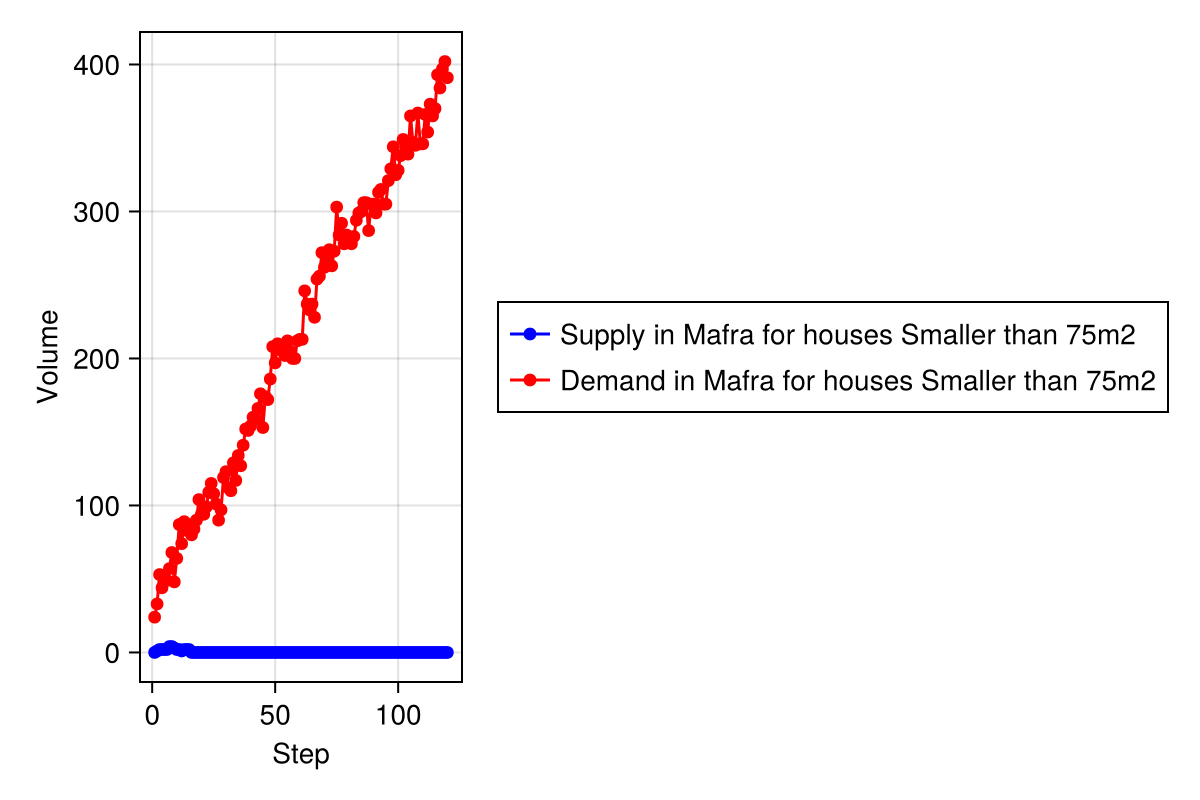 400
300
200
100
0
Volume
0 50 100
Step
Supply in Mafra for houses Smaller than 75m2
Demand in Mafra for houses Smaller than 75m2